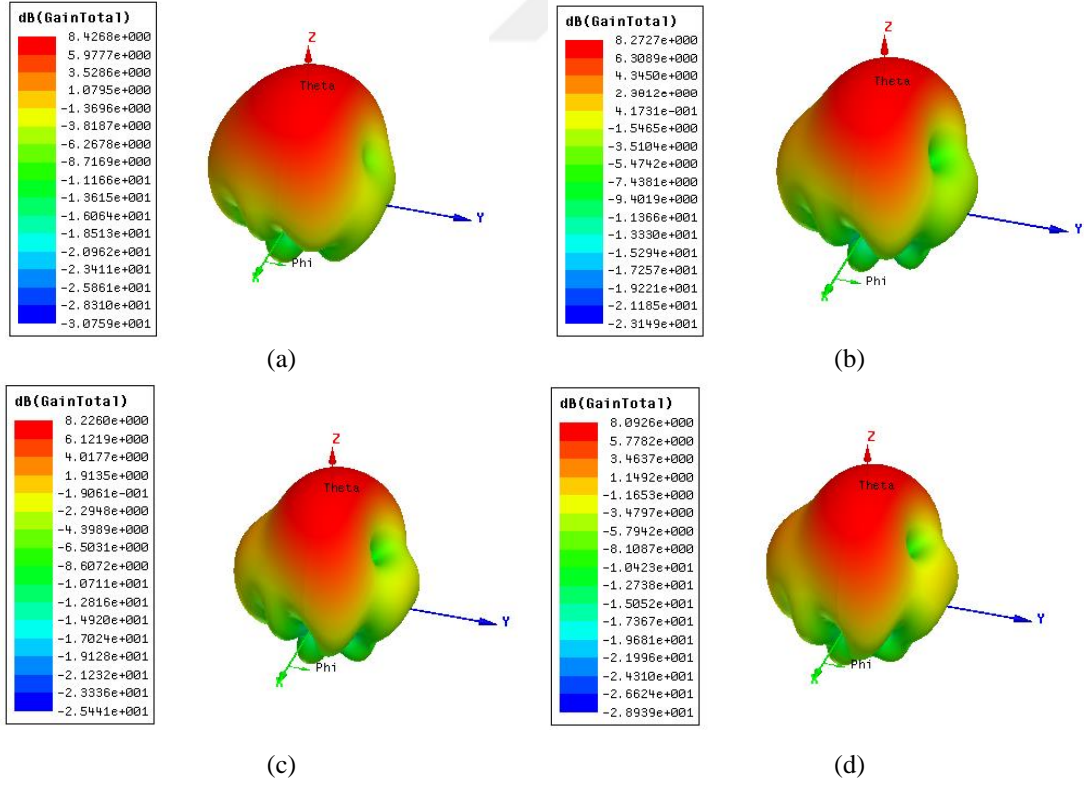 dB(GainTotal)
8.4268e+000
5.9777e+000
3.5286e+000
1.0795e+000
-1.3696e+000
-3.8187e+000
-6.2678e+000
-8.7169e+000
-1.1166e+001
-1.3615e+001
-1.6064e+001
-1.8513e+001
-2.0962e+001
-2.3411e+001
-2.5861e+001
-2.8310e+001
-3.0759e+001
Z
Theta
Y
X
Phi
(a)
dB(GainTotal)
8.2727e+000
6.3089e+000
4.3450e+000
2.3812e+000
4.1731e-001
-1.5465e+000
-3.5104e+000
-5.4742e+000
-7.4381e+000
-9.4019e+000
-1.1366e+001
-1.3330e+001
-1.5294e+001
-1.7257e+001
-1.9221e+001
-2.1185e+001
-2.3149e+001
Z
Theta
Y
X
Phi
(b)
dB(GainTotal)
8.2260e+000
6.1219e+000
4.0177e+000
1.9135e+000
-1.9061e-001
-2.2948e+000
-4.3989e+000
-6.5031e+000
-8.6072e+000
-1.0711e+001
-1.2816e+001
-1.4920e+001
-1.7024e+001
-1.9128e+001
-2.1232e+001
-2.3336e+001
-2.5441e+001
Z
Theta
Y
X
Phi
(c)
dB(GainTotal)
8.0926e+000
5.7782e+000
3.4637e+000
1.1492e+000
-1.1653e+000
-3.4797e+000
-5.7942e+000
-8.1087e+000
-1.0423e+001
-1.2738e+001
-1.5052e+001
-1.7367e+001
-1.9681e+001
-2.1996e+001
-2.4310e+001
-2.6624e+001
-2.8939e+001
Z
Theta
Y
X
Phi
(d)